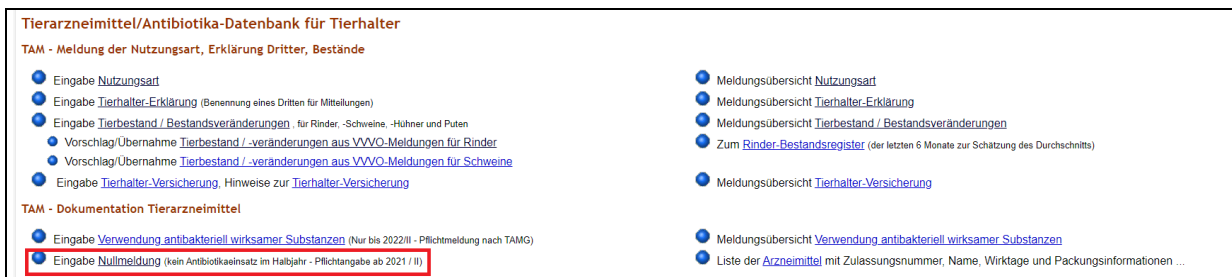 Tierarzneimittel/Antibiotika-Datenbank für Tierhalter
TAM - Meldung der Nutzungsart, Erklärung Dritter, Bestände
Eingabe Nutzungsart
Meldungsübersicht Nutzungsart
Eingabe Tierhalter-Erklärung (Benennung eines Dritten für Mitteilungen)
Meldungsübersicht Tierhalter-Erklärung
Eingabe Tierbestand / Bestandsveränderungen , für Rinder, -Schweine, -Hühner und Puten
Meldungsübersicht Tierbestand / Bestandsveränderungen
Vorschlag/Übernahme Tierbestand / -veränderungen aus VVVO-Meldungen für Rinder
Zum Rinder-Bestandsregister (der letzten 6 Monate zur Schätzung des Durchschnitts)
Vorschlag/Übernahme Tierbestand / -veränderungen aus VVVO-Meldungen für Schweine
Eingabe Tierhalter-Versicherung, Hinweise zur Tierhalter-Versicherung
Meldungsübersicht Tierhalter-Versicherung
TAM - Dokumentation Tierarzneimittel
Eingabe Verwendung antibakteriell wirksamer Substanzen (Nur bis 2022/II - Pflichtmeldung nach TAMG)
Meldungsübersicht Verwendung antibakteriell wirksamer Substanzen
Eingabe Nullmeldung (kein Antibiotikaeinsatz im Halbjahr - Pflichtangabe ab 2021 / II)
Liste der Arzneimittel mit Zulassungsnummer, Name, Wirktage und Packungsinformationen ...